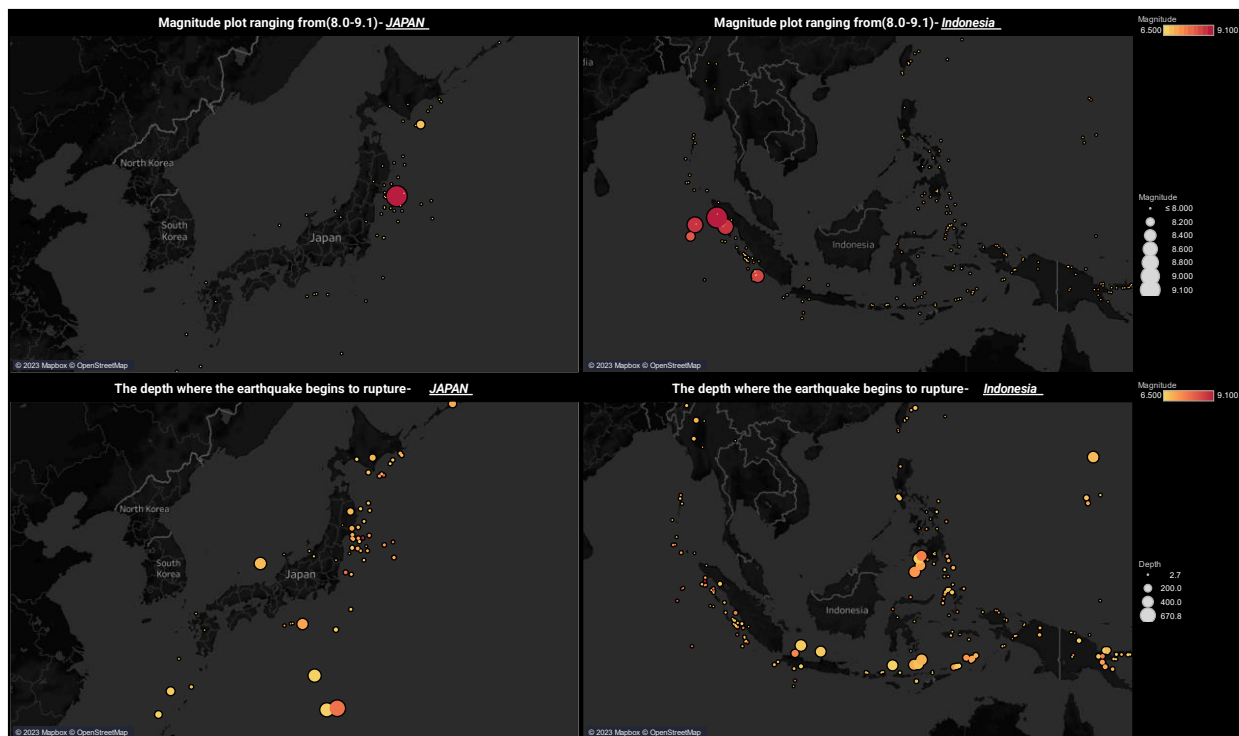 Magnitude plot ranging from(8.0-9.1)- JAPAN
Magnitude plot ranging from(8.0-9.1)- Indonesia
Magnitude
6.500 9.100
North Korea
South
Korea
Japan
© 2023 Mapbox © OpenStreetMap
Indonesia
© 2023 Mapbox © OpenStreetMap
Magnitude
≤ 8.000
8.200
8.400
8.600
8.800
9.000
9.100
The depth where the earthquake begins to rupture- JAPAN
The depth where the earthquake begins to rupture- Indonesia
Magnitude
6.500 9.100
North Korea
South
Korea
Japan
© 2023 Mapbox © OpenStreetMap
Indonesia
© 2023 Mapbox © OpenStreetMap
Depth
2.7
200.0
400.0
670.8